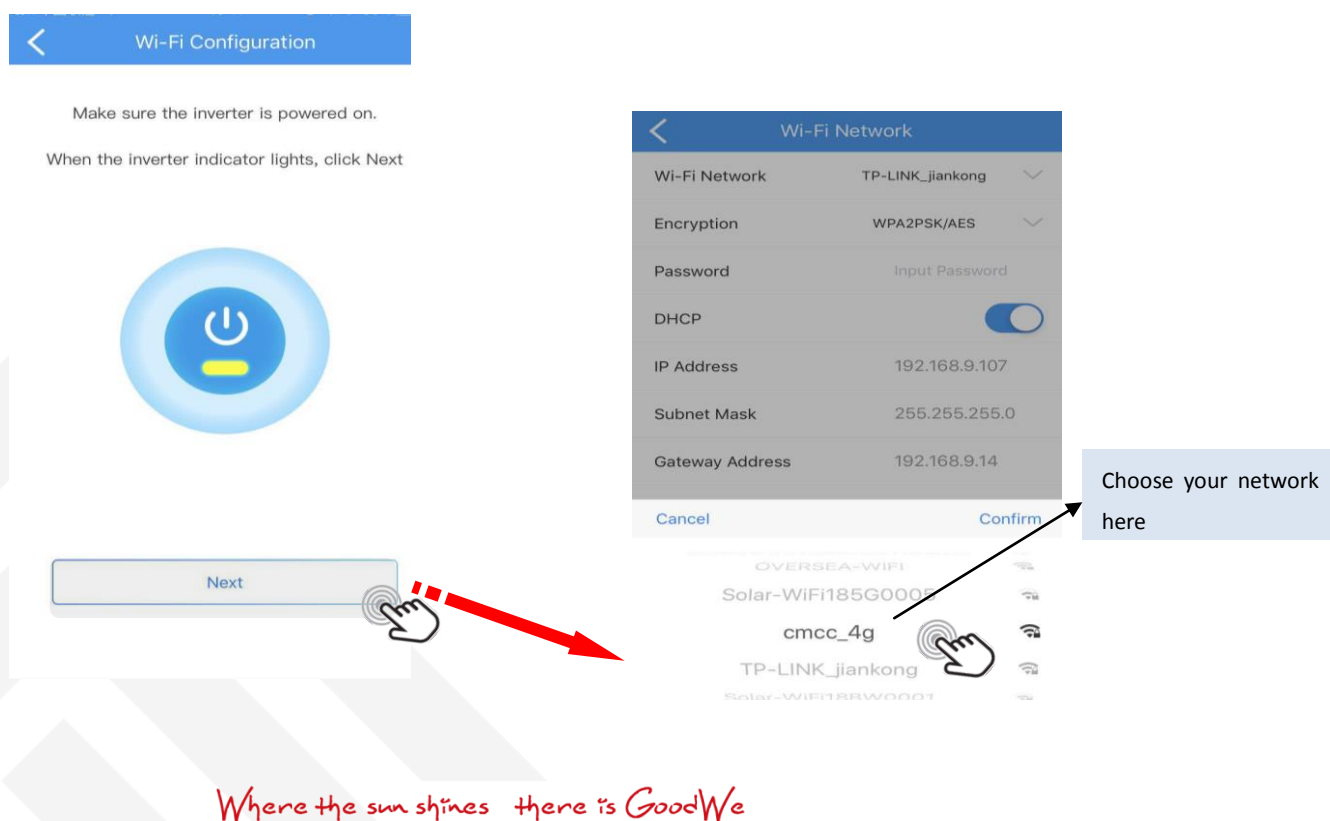 Wi-Fi Configuration
Make sure the inverter is powered on.
When the inverter indicator lights, click Next
Next
Wi-Fi Network
Wi-Fi Network TP-LINK_jiankong
Encryption WPA2PSK/AES
Password Input Password
DHCP
IP Address 192.168.9.107
Subnet Mask 255.255.255.0
Gateway Address 192.168.9.14
Cancel Confirm
OVERSEA-WIFI
Solar-WiFi185G0005
cmcc_4g
TP-LINK_jiankong
Solar-WiFi188W0001
Choose your network
here
Where the sun shines there is GoodWe